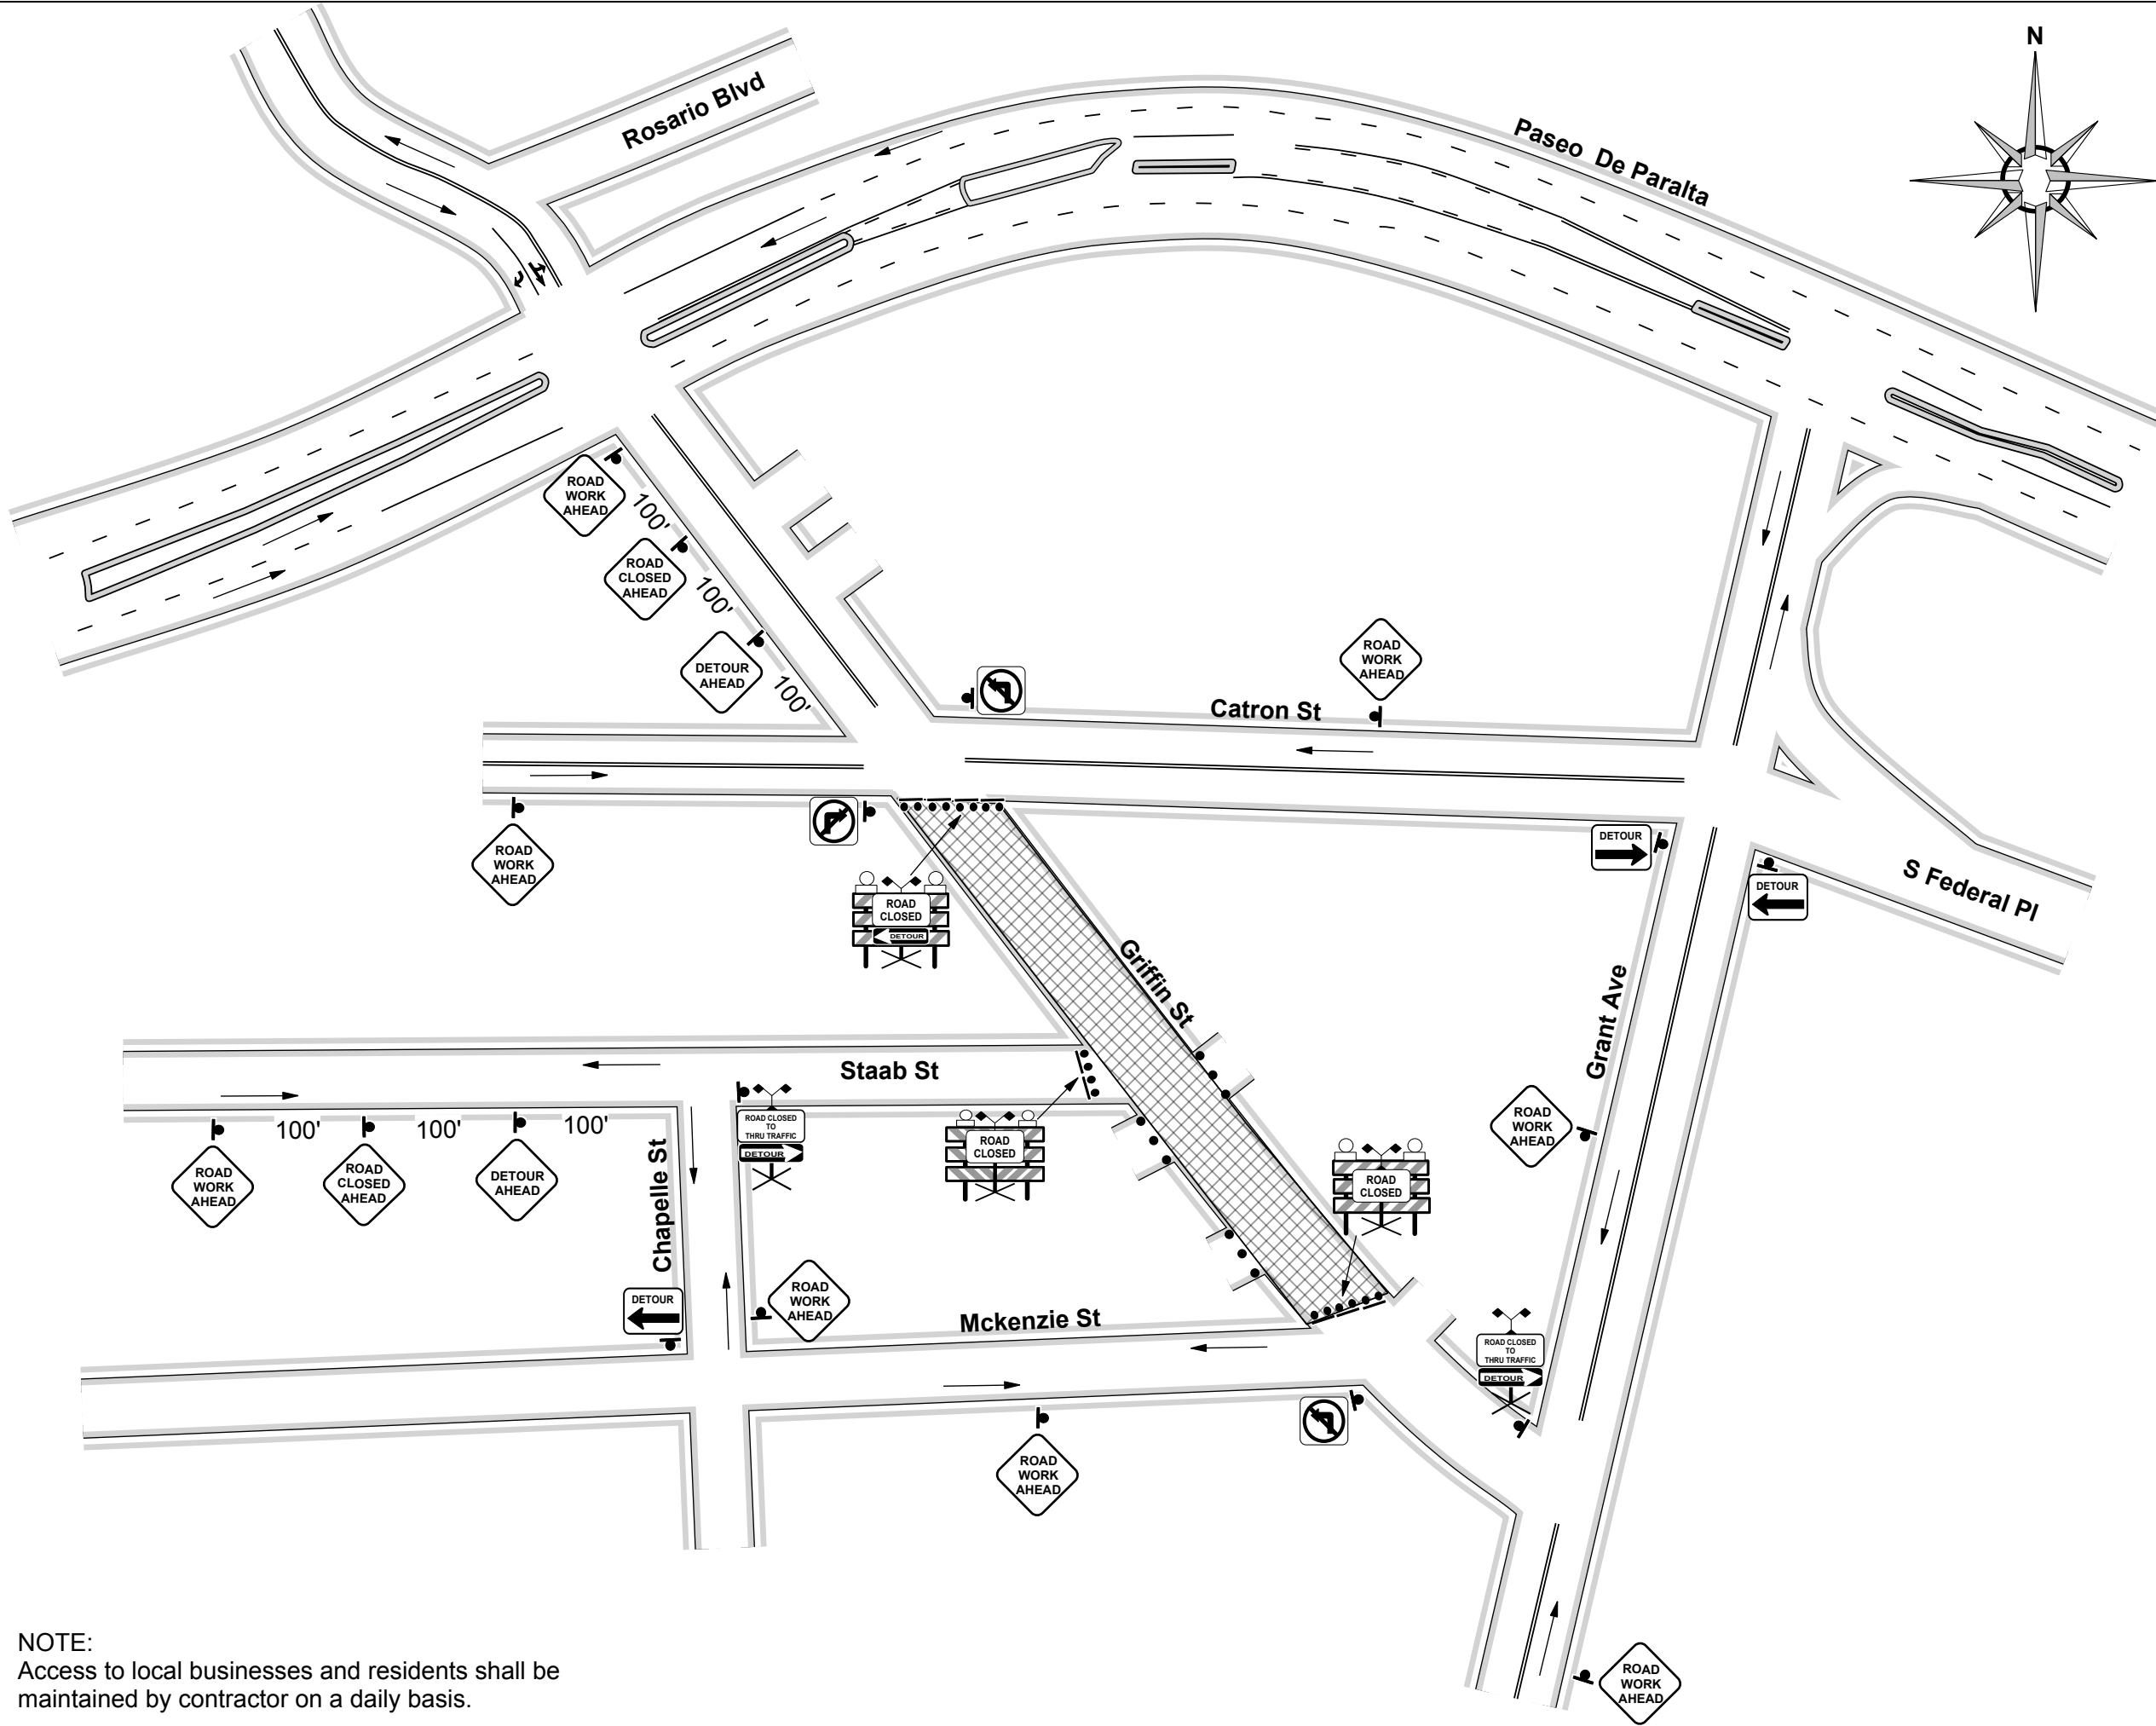 N
Rosario Blvd
Paseo De Paralta
ROAD
WORK
AHEAD
100'
ROAD
CLOSED
AHEAD
100'
DETOUR
AHEAD
100'
ROAD
WORK
AHEAD
Catron St
ROAD
WORK
AHEAD
DETOUR
DETOUR
S Federal Pl
ROAD
CLOSED
DETOUR
Griffin St
Grant Ave
Staab St
100'
100'
100'
ROAD
WORK
AHEAD
ROAD
CLOSED
AHEAD
DETOUR
AHEAD
Chapelle St
ROAD CLOSED
TO
THRU TRAFFIC
DETOUR
ROAD
CLOSED
ROAD
CLOSED
ROAD
WORK
AHEAD
DETOUR
ROAD
WORK
AHEAD
Mckenzie St
ROAD CLOSED
TO
THRU TRAFFIC
DETOUR
ROAD
WORK
AHEAD
NOTE:
Access to local businesses and residents shall be
maintained by contractor on a daily basis.
ROAD
WORK
AHEAD